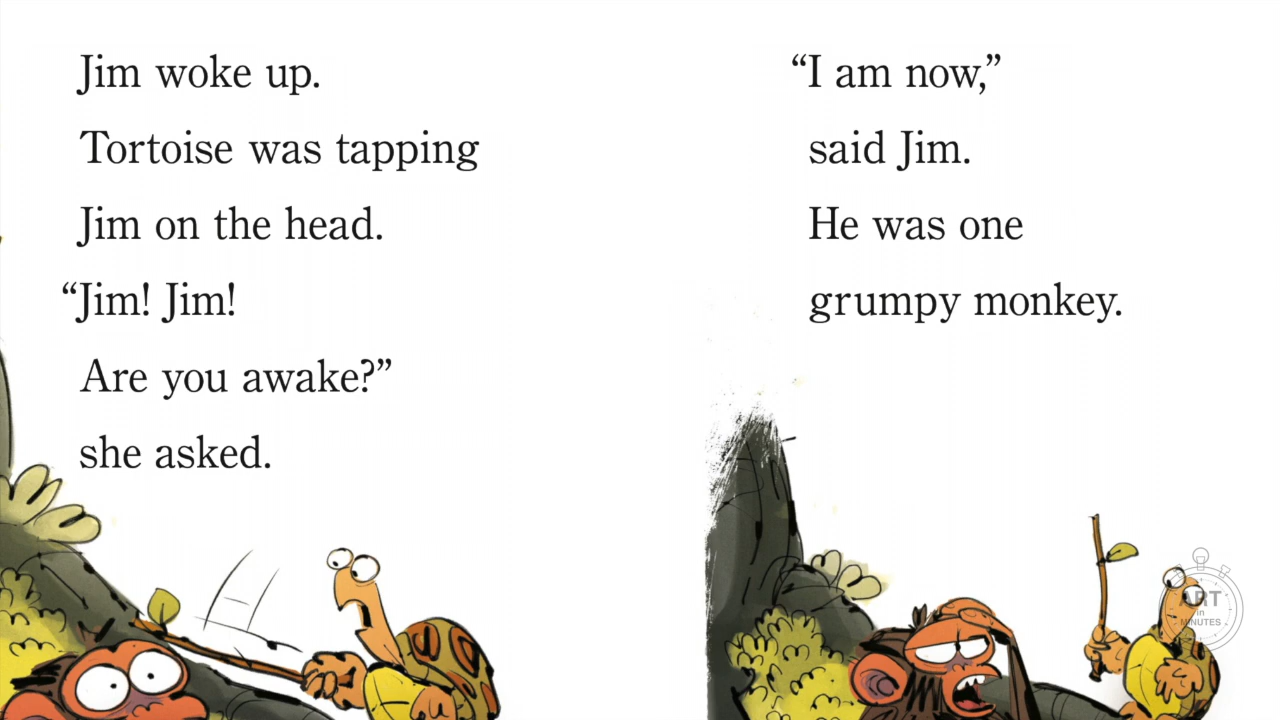 Jim woke up.
Tortoise was tapping
Jim on the head.
“Jim! Jim!
Are you awake?”
she asked.
“I am now,”
said Jim.
He was one
grumpy monkey.
ART
in
MINUTES